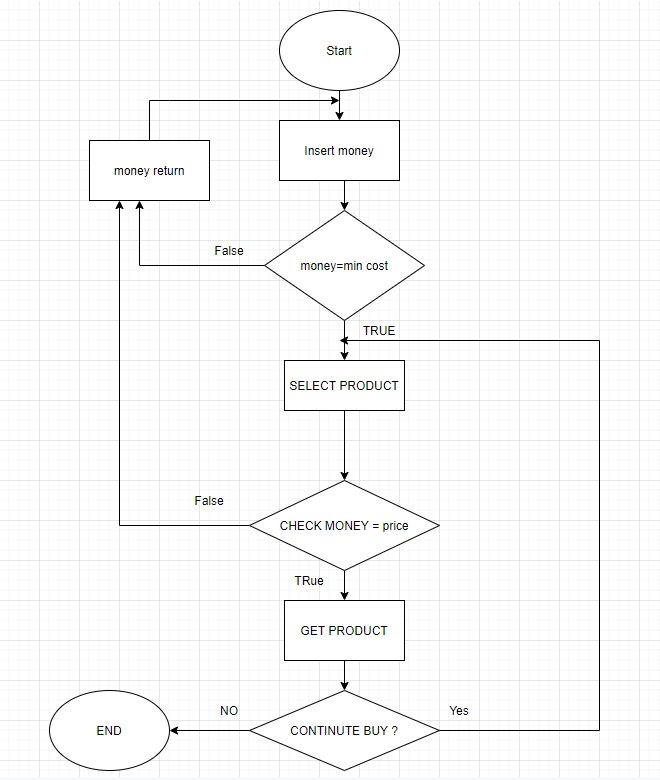 Start
Insert money
money return
False
money=min cost
TRUE
SELECT PRODUCT
False
CHECK MONEY = price
TRue
GET PRODUCT
NO
Yes
END
CONTINUTE BUY ?